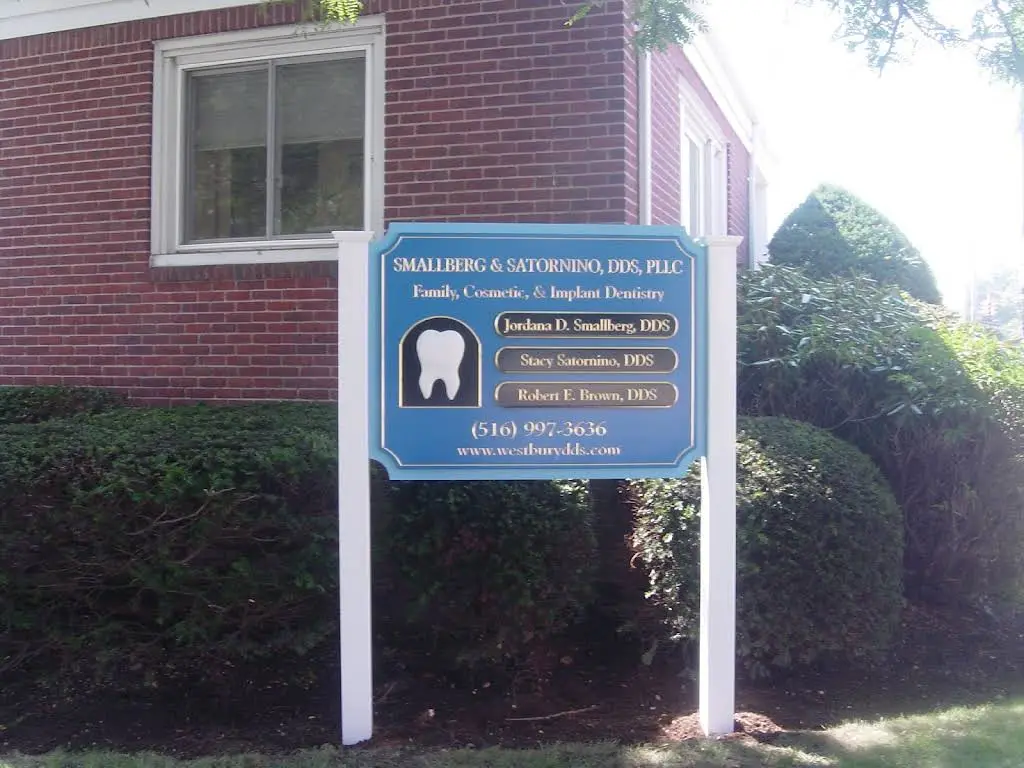 SMALLBERG & SATORNINO, DDS, PLLC
Family, Cosmetic, & Implant Dentistry
Jordana D. Smallberg, DDS
Stacy Satornino, DDS
Robert E. Brown, DDS
(516) 997-3636
www.westburydds.com